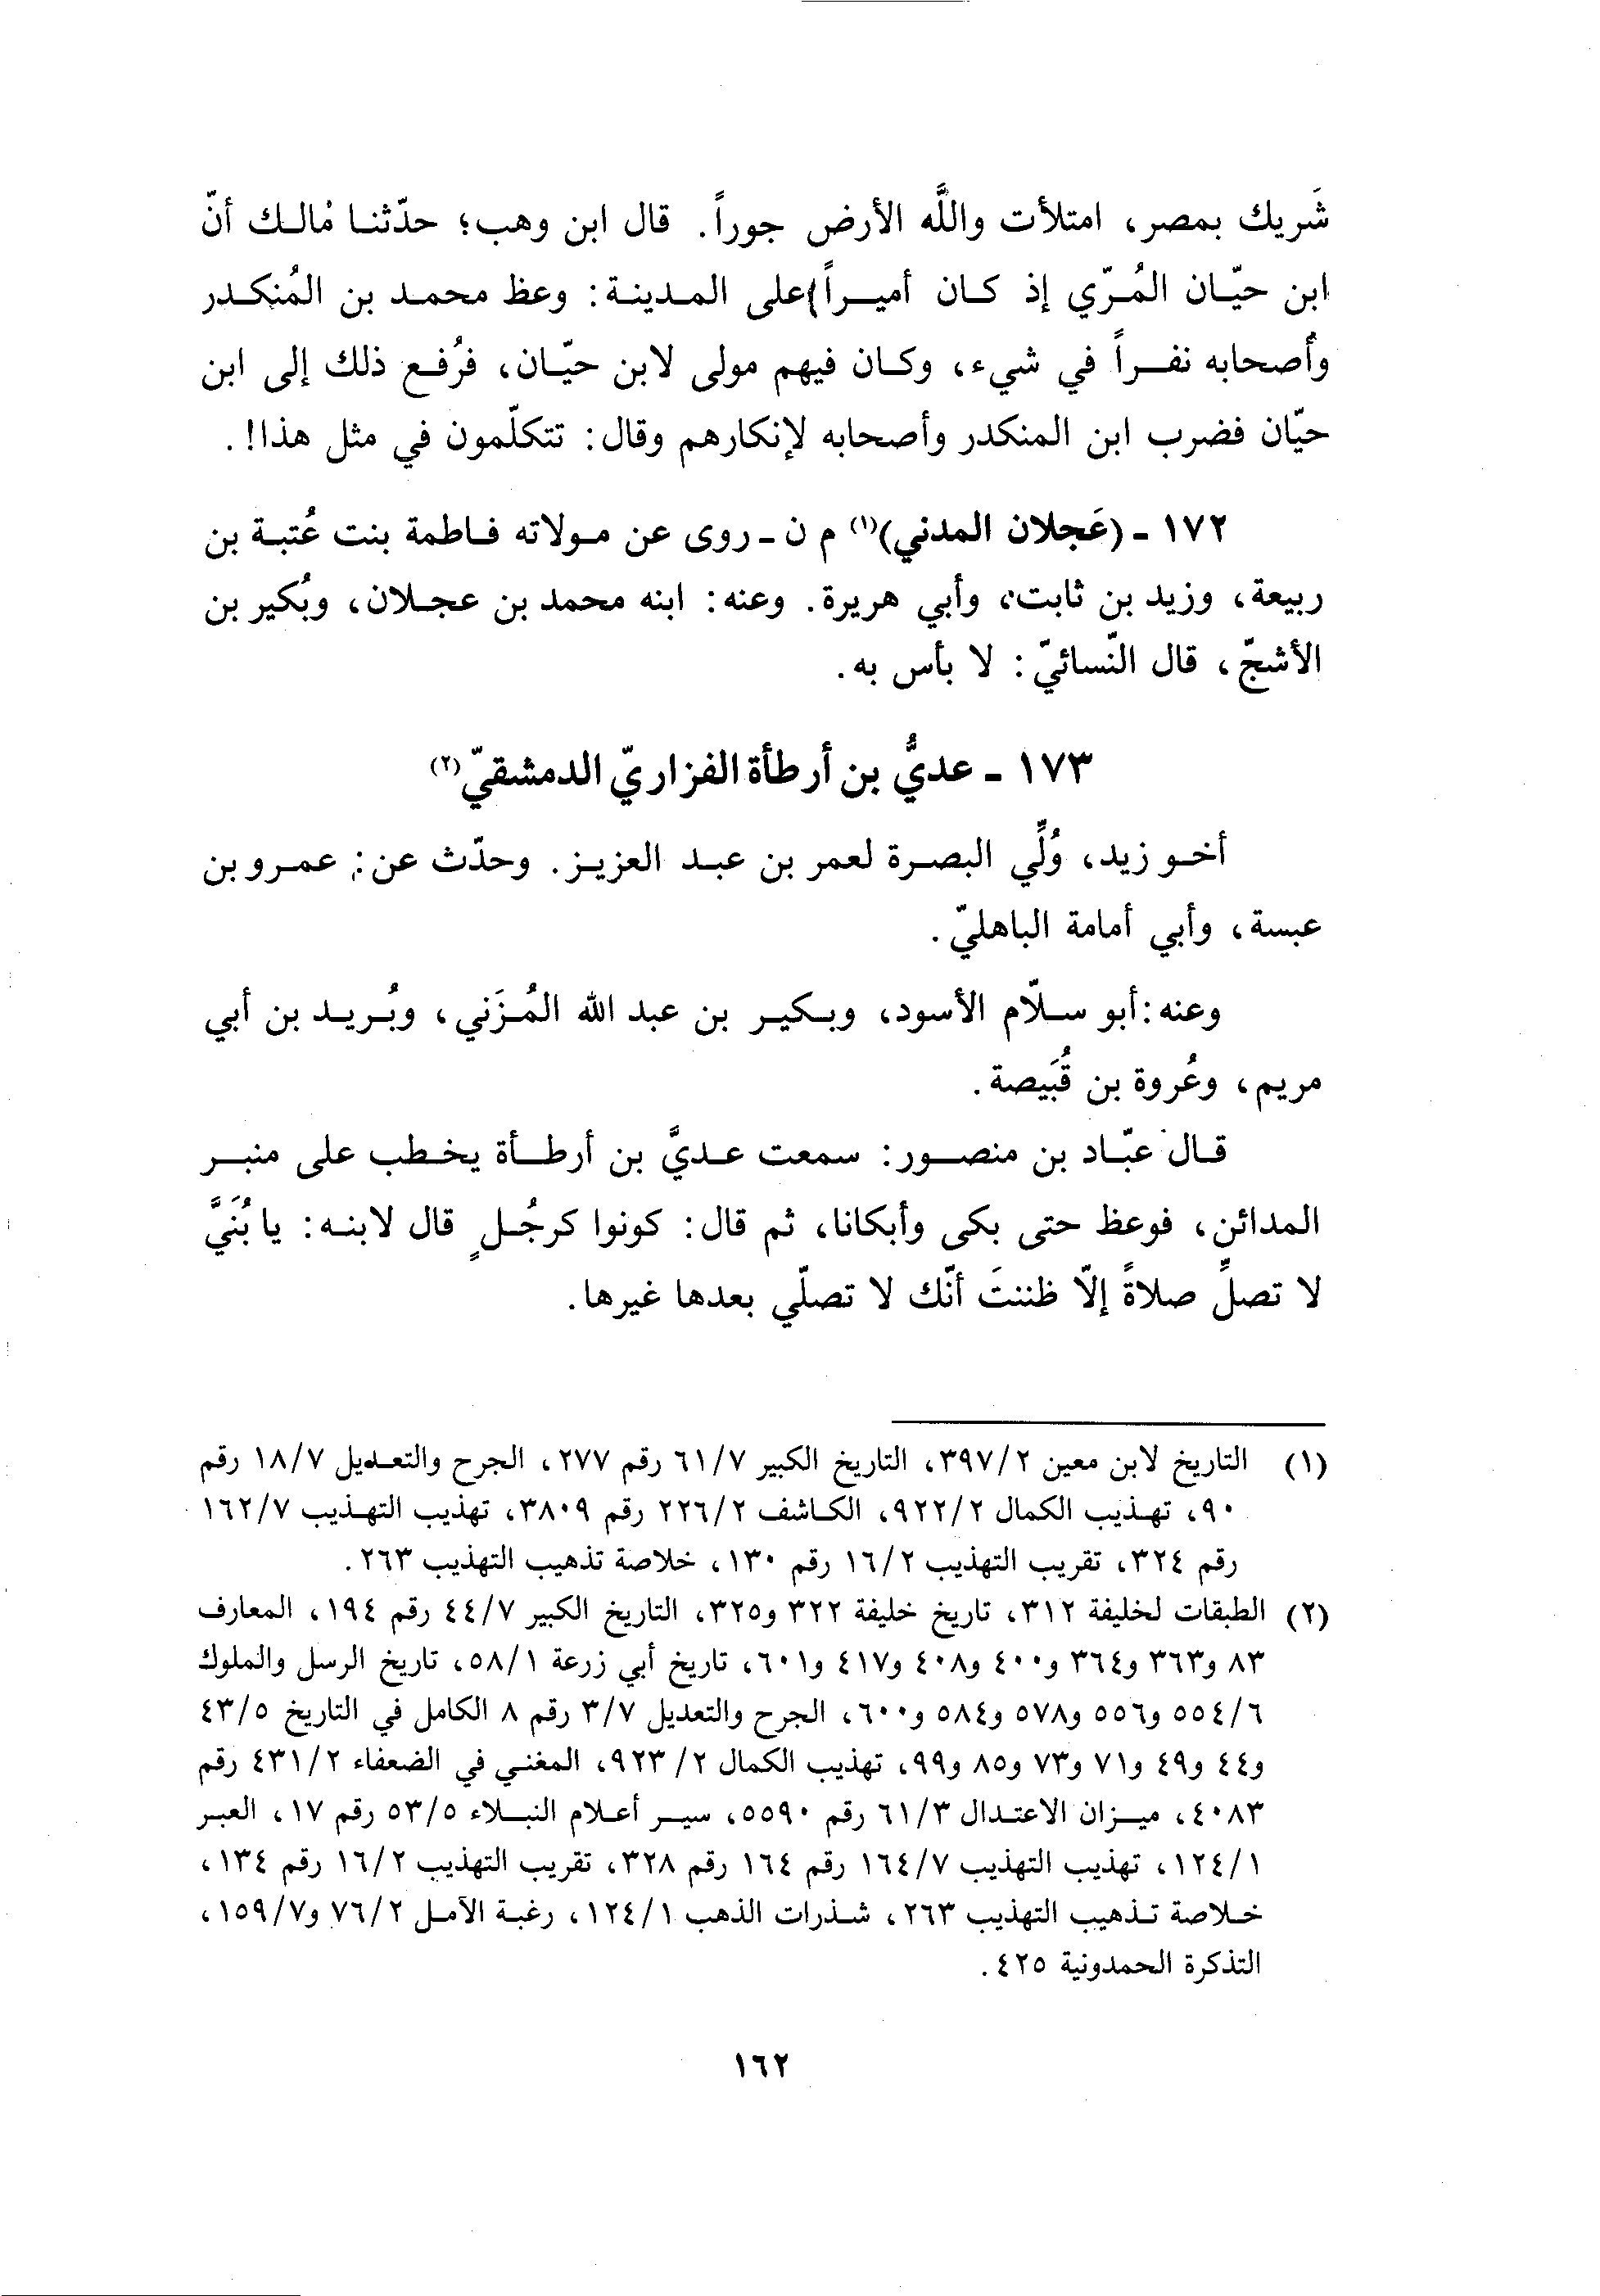 شَريك بمصر، امتلأت واللَّه الأرض جوراً. قال ابن وهب؛ حدّثنا مُالك أنّ
ابن حيّان المُرّي إذ كان أميراً)على المدينة: وعظ محمد بن المُنكدر
وأصحابه نفراً في شيء، وكان فيهم مولى لابن حيّان، فرُفع ذلك إلى ابن
حيّان فضرب ابن المنكدر وأصحابه لإنكارهم وقال: تتكلّمون في مثل هذا!.
١٧٢ ـ (عَجلان المدني)(١) م ن ـ روى عن مولاته فاطمة بنت عُتبة بن
ربيعة، وزيد بن ثابت، وأبي هريرة. وعنه: ابنه محمد بن عجلان، وبُكير بن
الأشجّ، قال النّسائيّ: لا بأس به.
١٧٣ ـ عديُّ بن أرطأة الفزاريّ الدمشقيّ(٢)
أخو زيد، وُلِّي البصرة لعمر بن عبد العزيز. وحدّث عن: عمرو بن
عبسة، وأبي أمامة الباهليّ.
وعنه: أبو سلّام الأسود، وبكير بن عبد الله المُزَني، وبُريد بن أبي
مريم، وعُروة بن قُبَيصة.
قال عبّاد بن منصور: سمعت عديَّ بن أرطأة يخطب على منبر
المدائن، فوعظ حتى بكى وأبكانا، ثم قال: كونوا كرجُلٍ قال لابنه: يا بُنَيَّ
لا تصلِّ صلاةً إلّا ظننتَ أنّك لا تصلّي بعدها غيرها.
(١) التاريخ لابن معين ٣٩٧/٢، التاريخ الكبير ٦١/٧ رقم ٢٧٧، الجرح والتعديل ١٨/٧ رقم
٩٠، تهذيب الكمال ٩٢٢/٢، الكاشف ٢٢٦/٢ رقم ٣٨٠٩، تهذيب التهذيب ١٦٢/٧
رقم ٣٢٤، تقريب التهذيب ١٦/٢ رقم ١٣٠، خلاصة تذهيب التهذيب ٢٦٣.
(٢) الطبقات لخليفة ٣١٢، تاريخ خليفة ٣٢٢ و٣٢٥، التاريخ الكبير ٤٤/٧ رقم ١٩٤، المعارف
٨٣ و٣٦٣ و٣٦٤ و٤٠٠ و٤٠٨ و٤١٧ و٦٠١، تاريخ أبي زرعة ٥٨/١، تاريخ الرسل والملوك
٥٥٤/٦ و٥٥٦ و٥٧٨ و٥٨٤ و٦٠٠، الجرح والتعديل ٣/٧ رقم ٨ الكامل في التاريخ ٤٣/٥
و٤٤ و٤٩ و٧١ و٧٣ و٨٥ و٩٩، تهذيب الكمال ٩٢٣/٢، المغني في الضعفاء ٤٣١/٢ رقم
٤٠٨٣، ميزان الاعتدال ٦١/٣ رقم ٥٥٩٠، سير أعلام النبلاء ٥٣/٥ رقم ١٧، العبر
١٢٤/١، تهذيب التهذيب ١٦٤/٧ رقم ١٦٤ رقم ٣٢٨، تقريب التهذيب ١٦/٢ رقم ١٣٤،
خلاصة تذهيب التهذيب ٢٦٣، شذرات الذهب ١٢٤/١، رغبة الآمل ٧٦/٢ و١٥٩/٧،
التذكرة الحمدونية ٤٢٥.
١٦٢